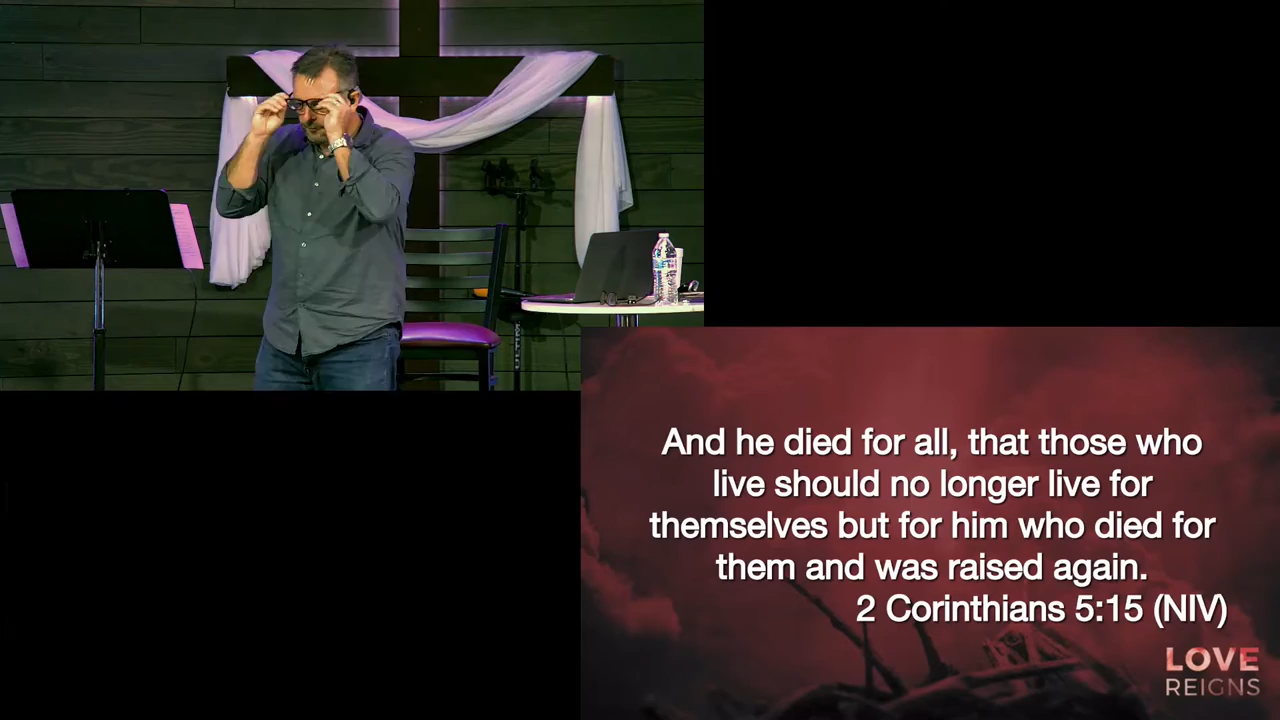 And he died for all, that those who
live should no longer live for
themselves but for him who died for
them and was raised again.
2 Corinthians 5:15 (NIV)
LOVE
REIGNS